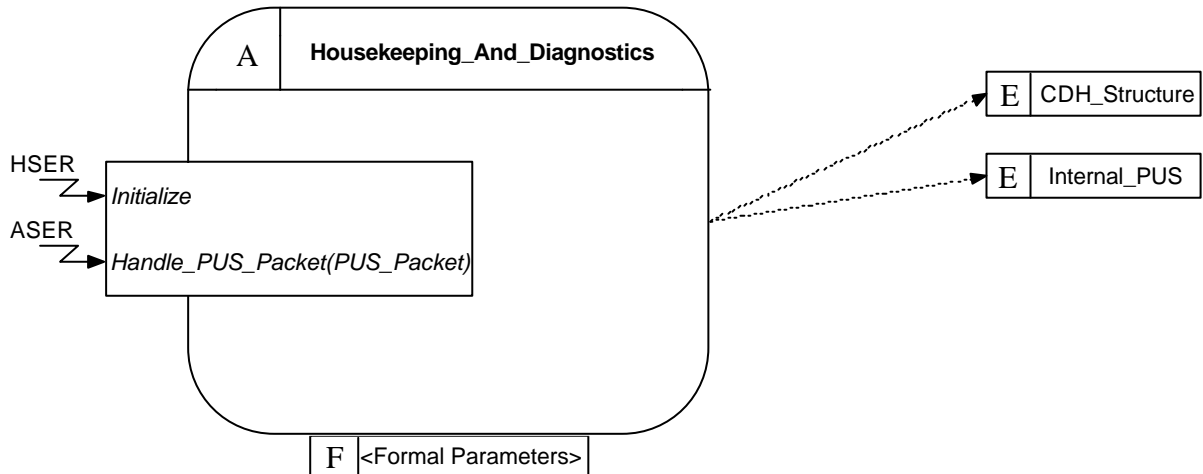 A Housekeeping_And_Diagnostics
E CDH_Structure
HSER
Initialize
E Internal_PUS
ASER
Handle_PUS_Packet(PUS_Packet)
F <Formal Parameters>